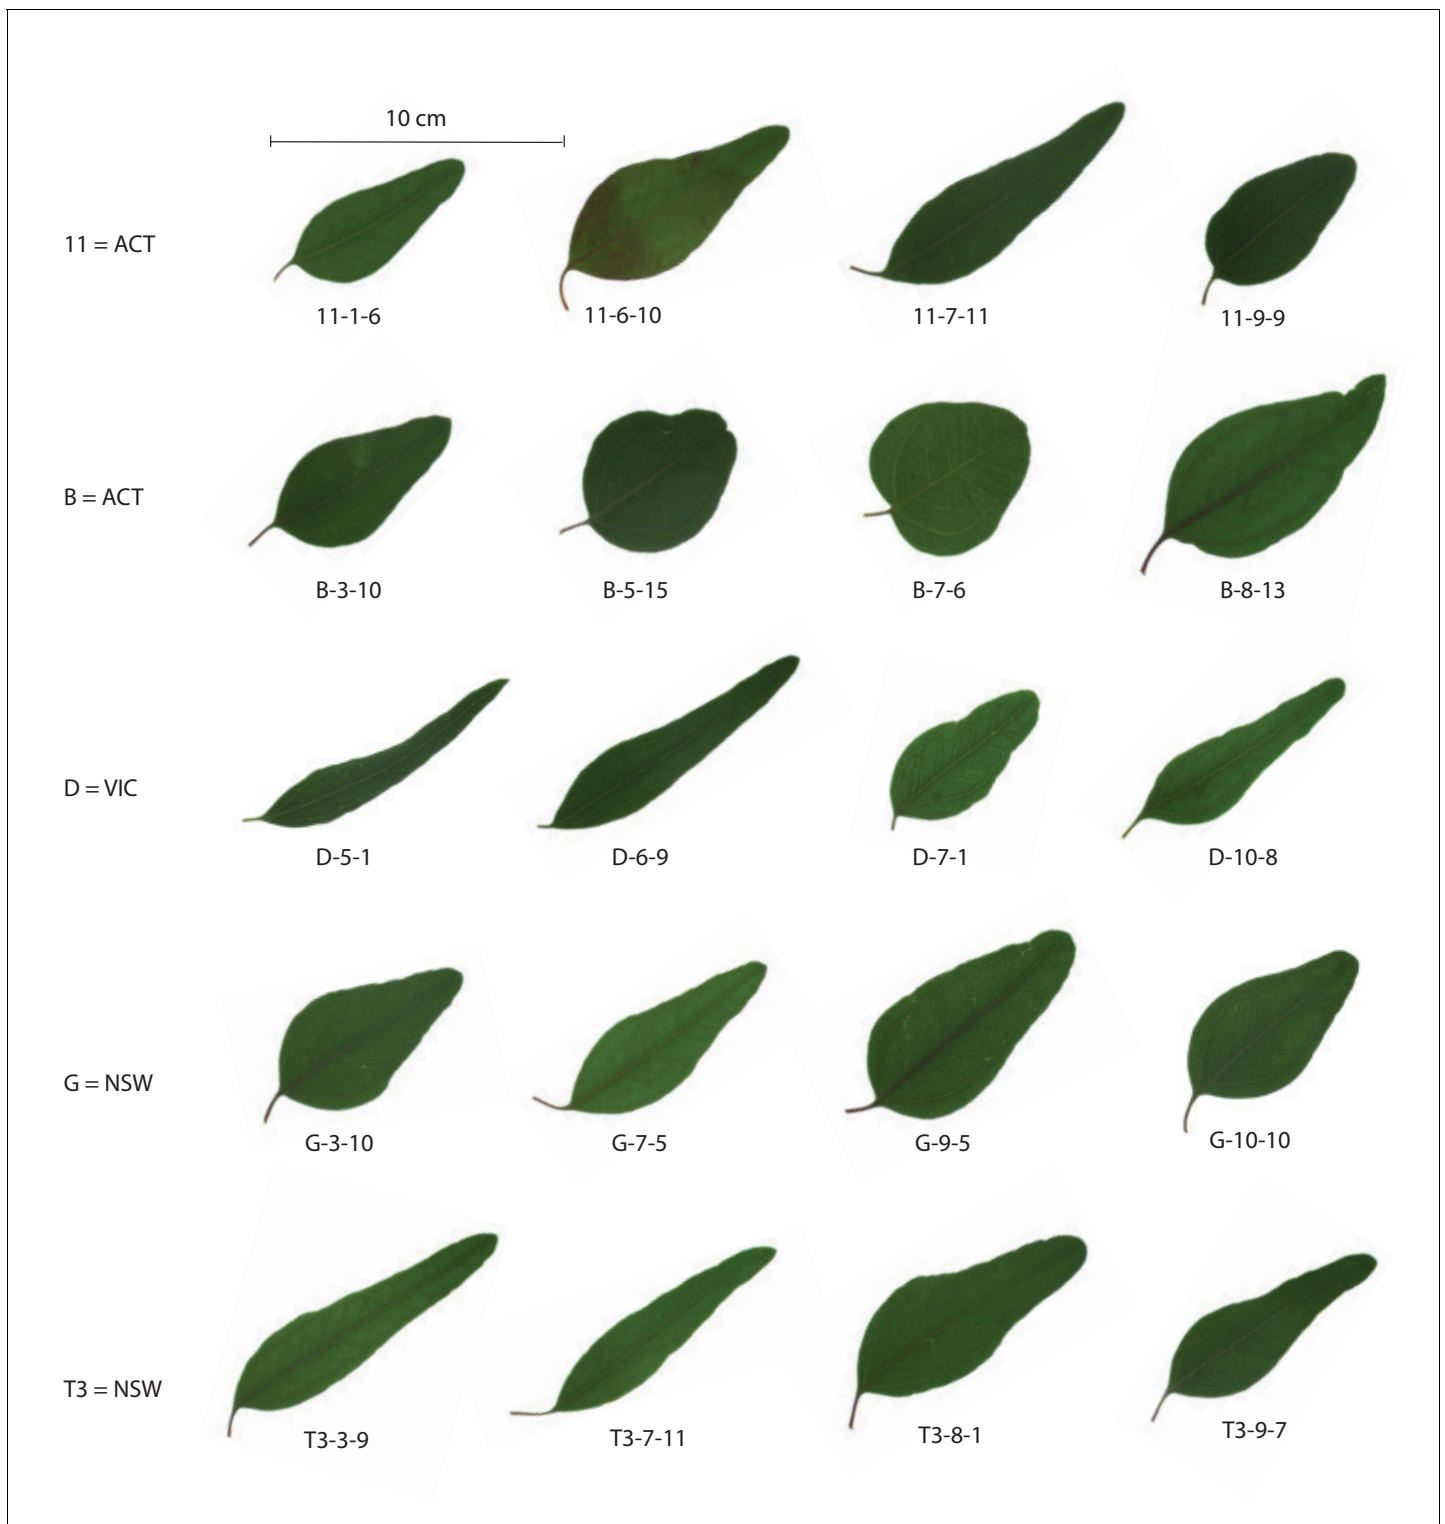 10 cm
11 = ACT
11-1-6
11-6-10
11-7-11
11-9-9
B = ACT
B-3-10
B-5-15
B-7-6
B-8-13
D = VIC
D-5-1
D-6-9
D-7-1
D-10-8
G = NSW
G-3-10
G-7-5
G-9-5
G-10-10
T3 = NSW
T3-3-9
T3-7-11
T3-8-1
T3-9-7